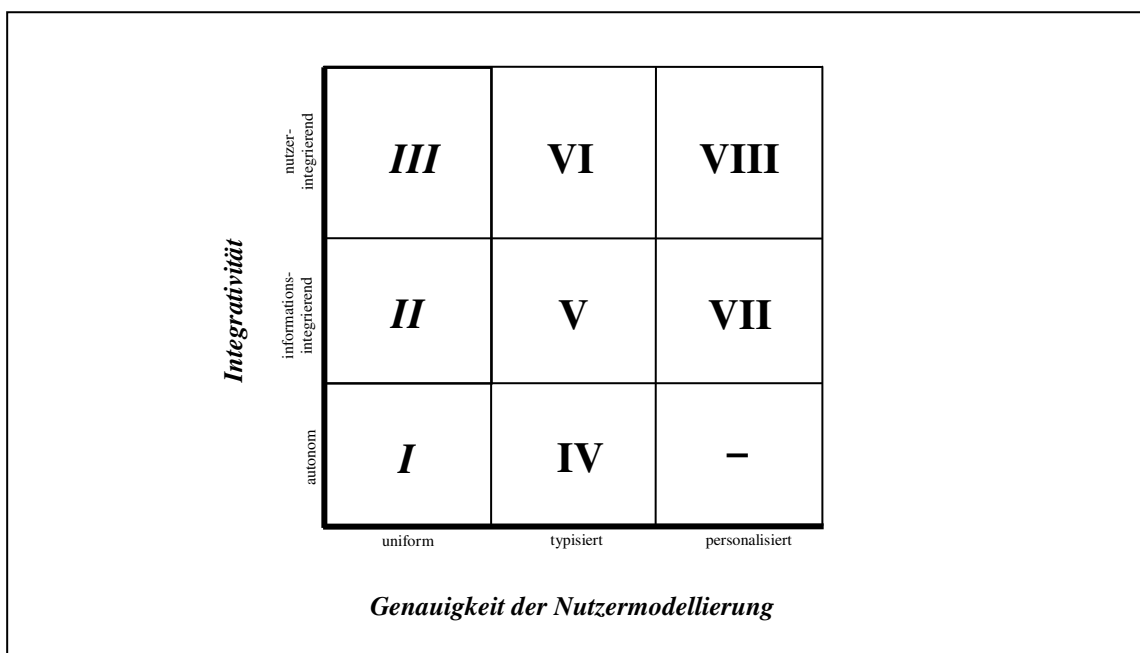 Integrativität
nutzer-
integrierend
III
VI
VIII
informations-
integrierend
II
V
VII
autonom
I
IV
–
uniform
typisiert
personalisiert
Genauigkeit der Nutzermodellierung